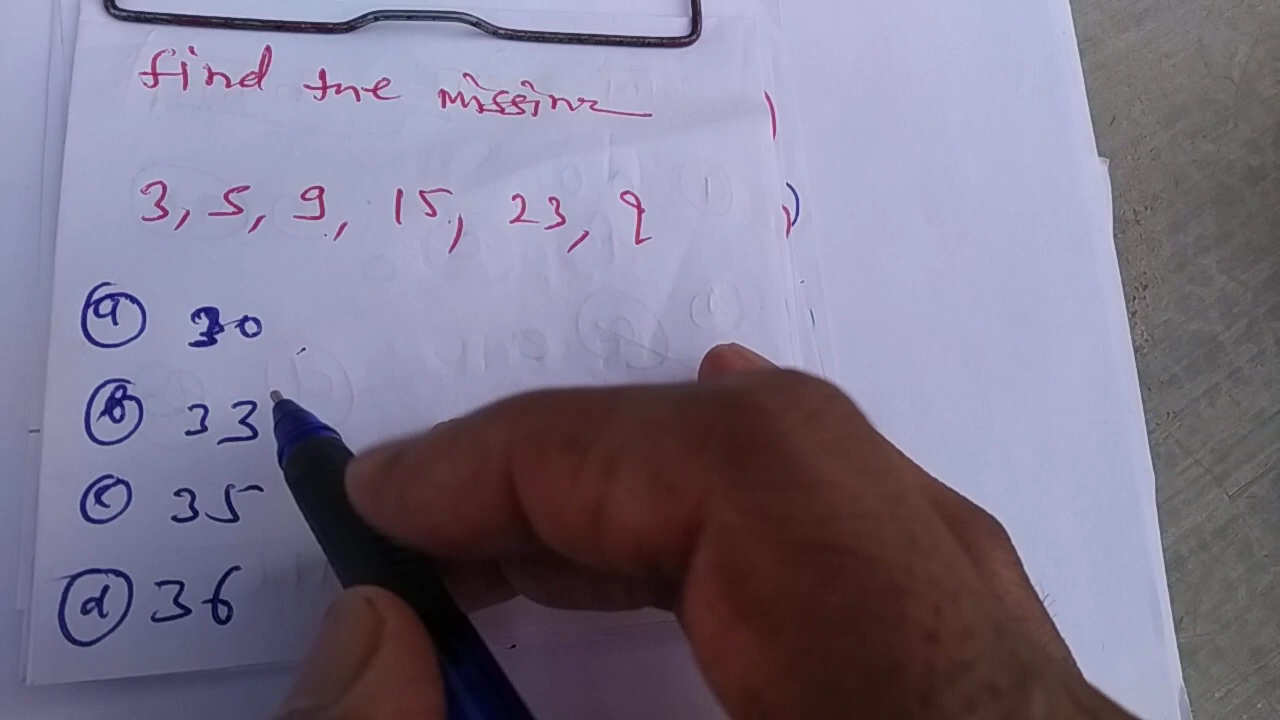 find the missing
3, 5, 9, 15, 23, ?
(a) 30
(b) 33
(c) 35
(d) 36